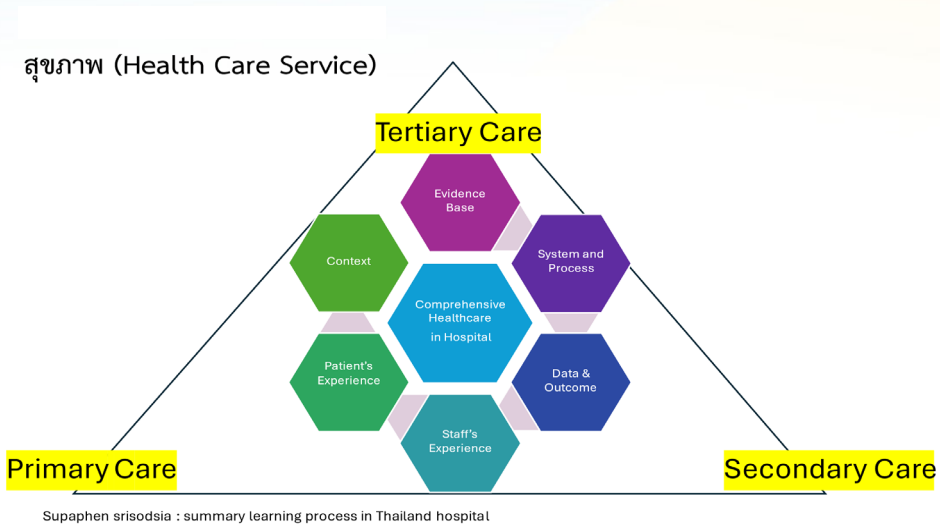 สุขภาพ (Health Care Service)
Tertiary Care
Evidence
Base
Context
System and
Process
Comprehensive
Healthcare
in Hospital
Patient's
Experience
Data &
Outcome
Staff's
Experience
Primary Care
Secondary Care
Supaphen srisodsia : summary learning process in Thailand hospital